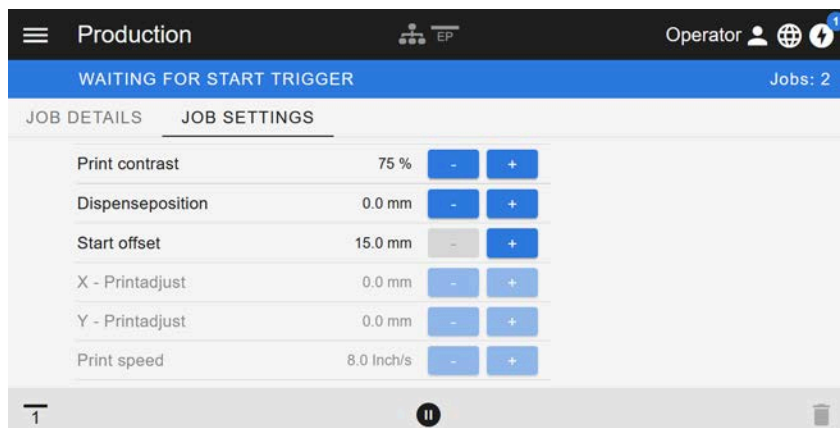 Production EP Operator 1
WAITING FOR START TRIGGER Jobs: 2
JOB DETAILS JOB SETTINGS
Print contrast 75 % - +
Dispenseposition 0.0 mm - +
Start offset 15.0 mm - +
X - Printadjust 0.0 mm - +
Y - Printadjust 0.0 mm - +
Print speed 8.0 Inch/s - +
1